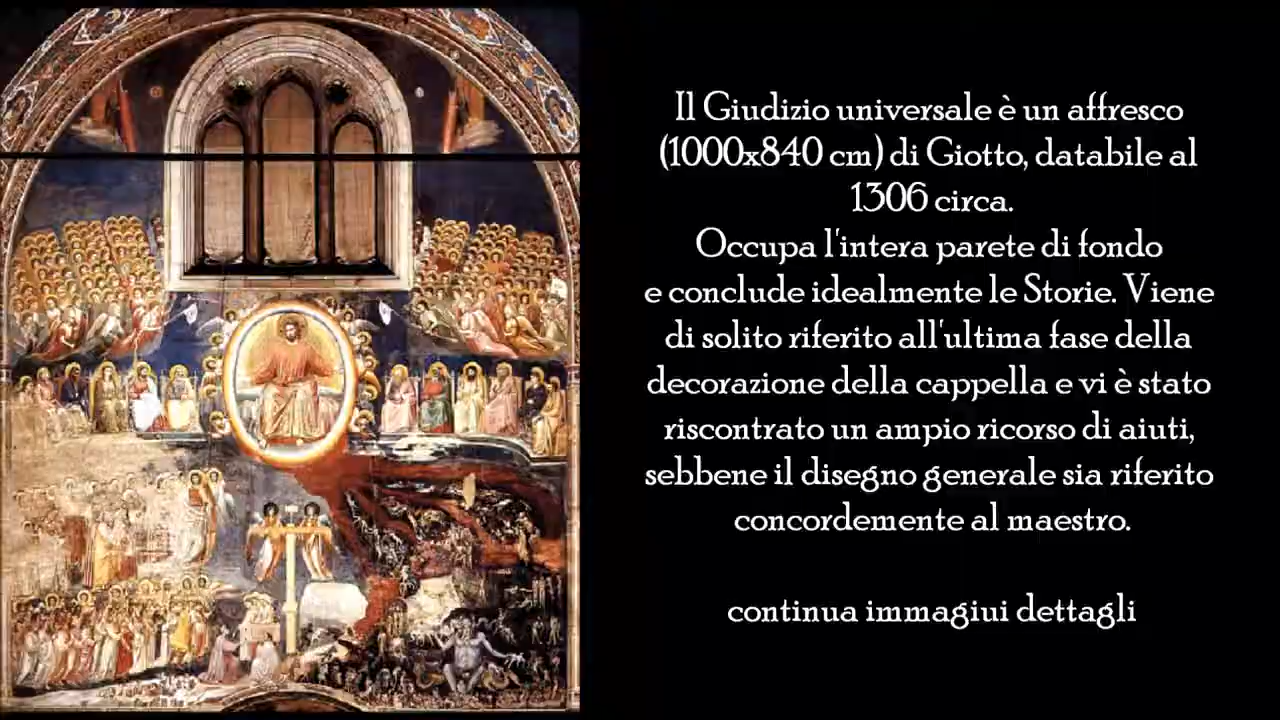 Il Giudizio universale è un affresco
(1000x840 cm) di Giotto, databile al
1306 circa.
Occupa l'intera parete di fondo
e conclude idealmente le Storie. Viene
di solito riferito all'ultima fase della
decorazione della cappella e vi è stato
riscontrato un ampio ricorso di aiuti,
sebbene il disegno generale sia riferito
concordemente al maestro.
continua immagiui dettagli